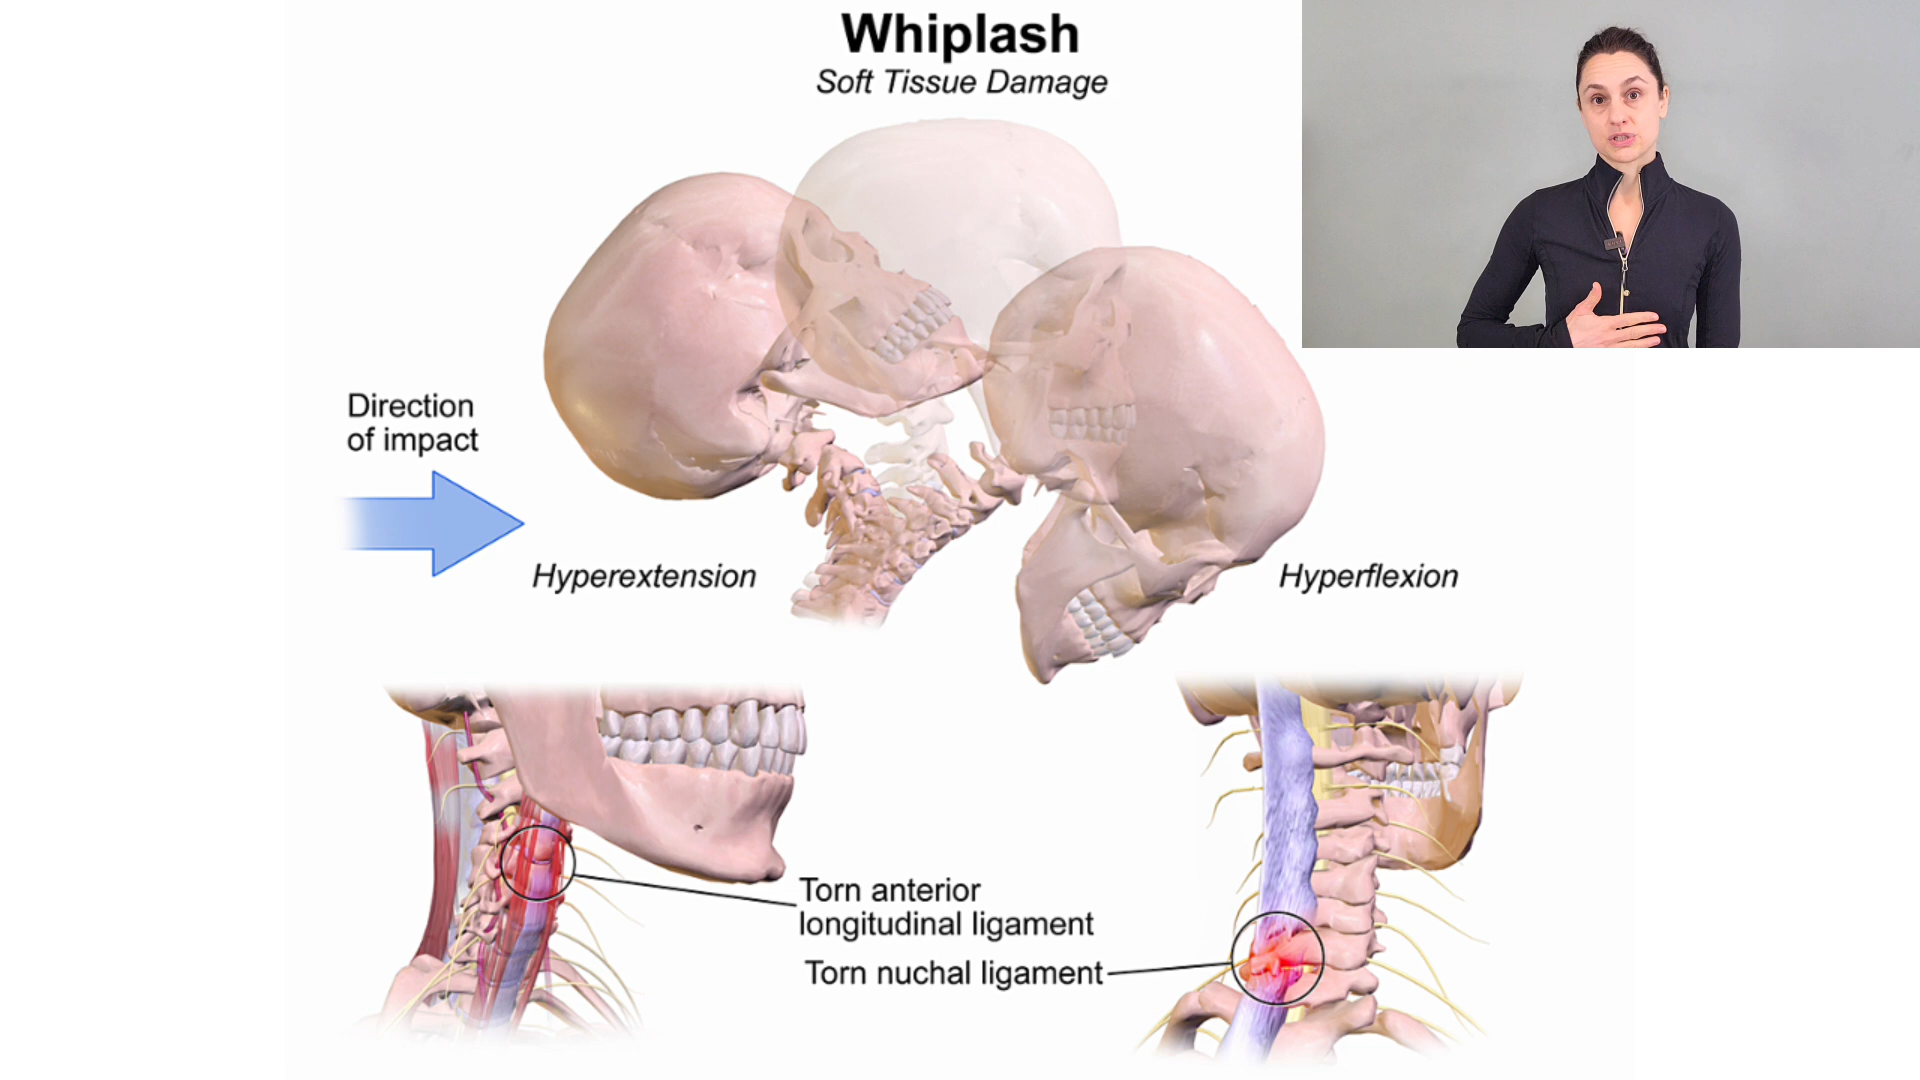 Whiplash
Soft Tissue Damage
Direction
of impact
Hyperextension
Hyperflexion
Torn anterior
longitudinal ligament
Torn nuchal ligament